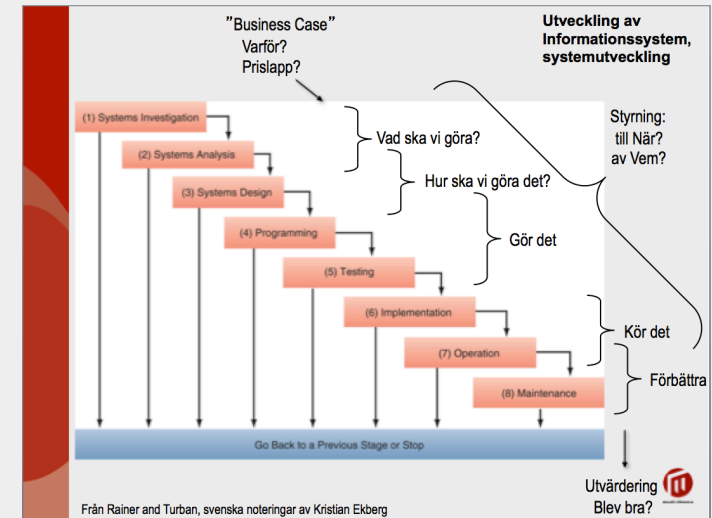 "Business Case"
Varför?
Prislapp?
Utveckling av
Informationssystem,
systemutveckling
Styrning:
till När?
av Vem?
(1) Systems Investigation
Vad ska vi göra?
(2) Systems Analysis
Hur ska vi göra det?
(3) Systems Design
(4) Programming
Gör det
(5) Testing
(6) Implementation
Kör det
(7) Operation
Förbättra
(8) Maintenance
Go Back to a Previous Stage or Stop
Utvärdering
Blev bra?
Från Rainer and Turban, svenska noteringar av Kristian Ekberg